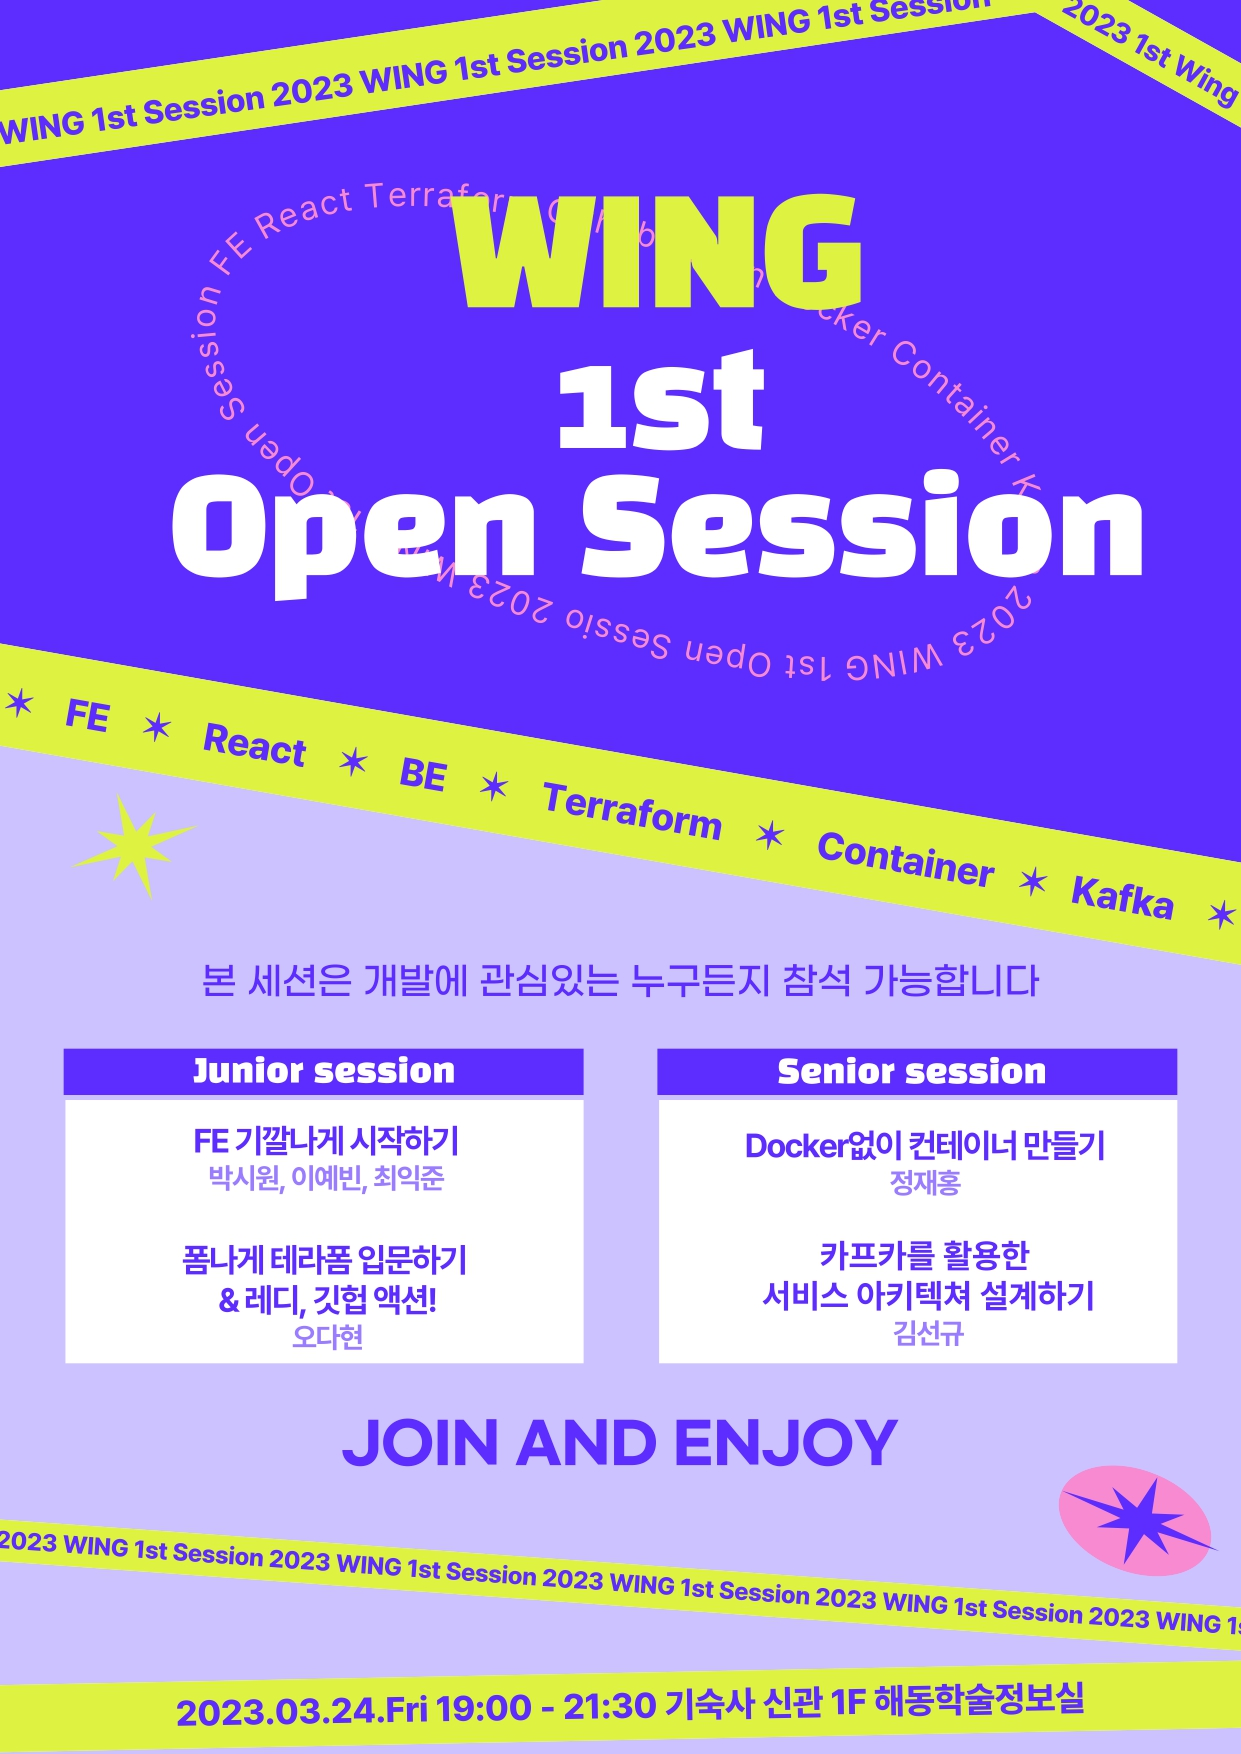 WING 1st Session 2023 WING 1st Session 2023 WING 1st Session
2023 1st Wing
FE React
Container
2023 WING 1st Open Sessio 2023
Open Session
WING
1st
Open Session
✶ FE ✶ React ✶ BE ✶ Terraform ✶ Container ✶ Kafka ✶
본 세션은 개발에 관심있는 누구든지 참석 가능합니다
Junior session
FE 기깔나게 시작하기
박시원, 이예빈, 최익준
폼나게 테라폼 입문하기
& 레디, 깃헙 액션!
오다현
Senior session
Docker없이 컨테이너 만들기
정재홍
카프카를 활용한
서비스 아키텍쳐 설계하기
김선규
JOIN AND ENJOY
2023 WING 1st Session 2023 WING 1st Session 2023 WING 1st Session 2023 WING 1st Session 2023 WING
2023.03.24.Fri 19:00 - 21:30 기숙사 신관 1F 해동학술정보실